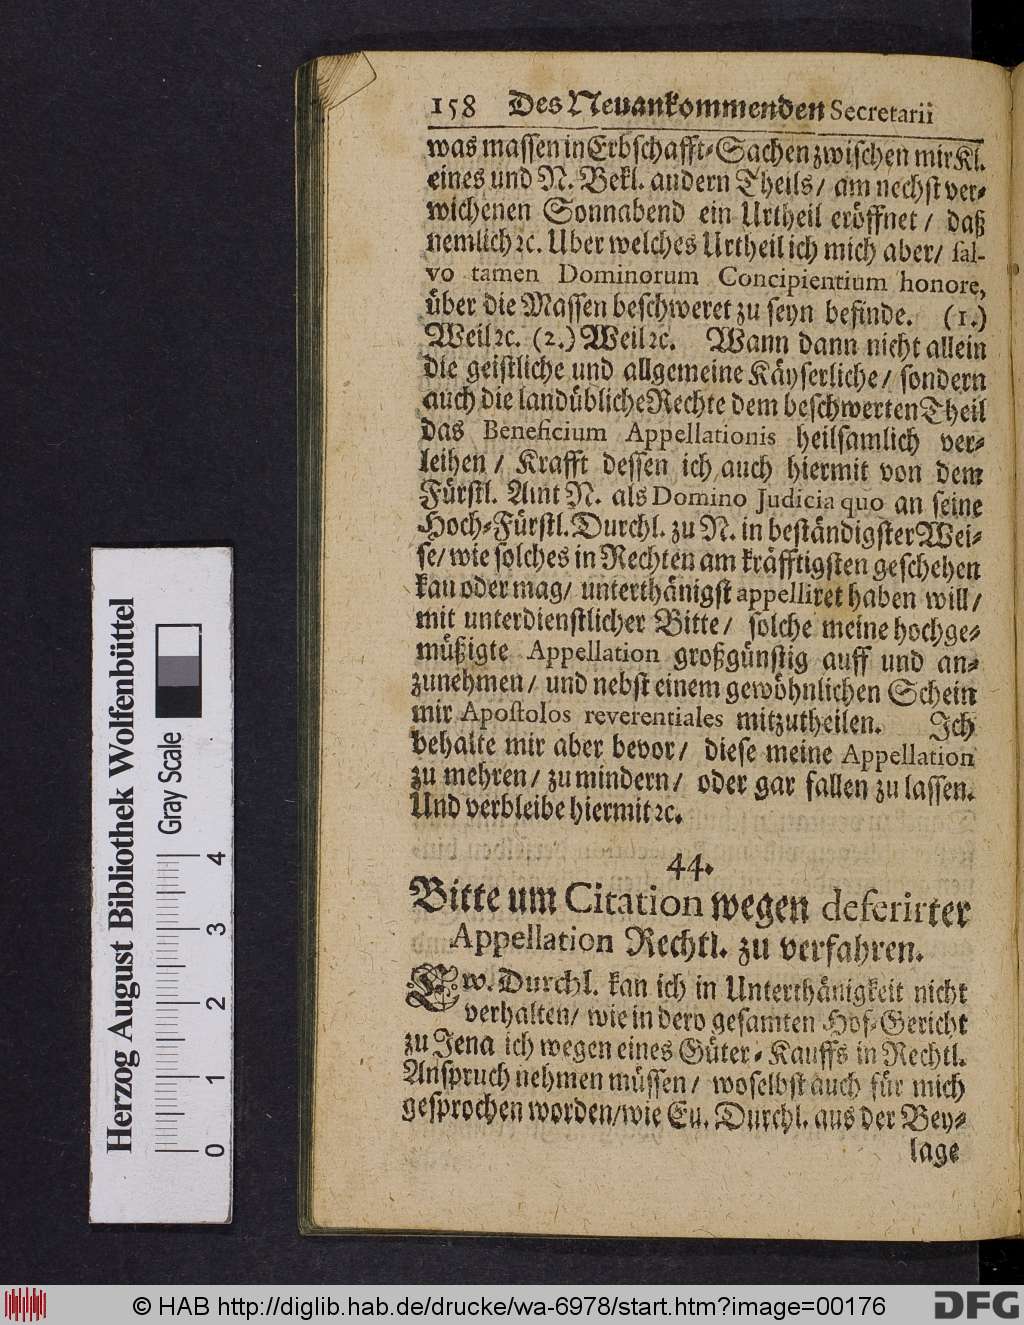 158 Des Neuankommenden Secretarii
was massen in Erbschafft-Sachen zwischen mir Kl.
eines und N. Bekl. andern Theils / am nechst ver-
wichenen Sonnabend ein Urtheil eröffnet / daß
nemlich ꝛc. Uber welches Urtheil ich mich aber / sal-
vo tamen Dominorum Concipientium honore,
über die Massen beschweret zu seyn befinde. (1.)
Weil ꝛc. (2.) Weil ꝛc. Wann dann nicht allein
die geistliche und allgemeine Käyserliche / sondern
auch die landübliche Rechte dem beschwerten Theil
das Beneficium Appellationis heilsamlich ver-
leihen / Krafft dessen ich auch hiermit von dem
Fürstl. Amt N. als Domino Judicia quo an seine
Hoch-Fürstl. Durchl. zu N. in beständigster Wei-
se / wie solches in Rechten am kräfftigsten geschehen
kan oder mag / unterthänigst appelliret haben will /
mit unterdienstlicher Bitte / solche meine hochge-
müßigte Appellation großgünstig auff und an-
zunehmen / und nebst einem gewöhnlichen Schein
mir Apostolos reverentiales mitzutheilen. Ich
behalte mir aber bevor / diese meine Appellation
zu mehren / zu mindern / oder gar fallen zu lassen.
Und verbleibe hiermit ꝛc.
44.
Bitte um Citation wegen deferirter
Appellation Rechtl. zu verfahren.
Ew. Durchl. kan ich in Unterthänigkeit nicht
verhalten / wie in dero gesamten Hof-Gericht
zu Jena ich wegen eines Güter-Kauffs in Rechtl.
Anspruch nehmen müssen / woselbst auch für mich
gesprochen worden / wie Eu. Durchl. aus der Bey-
lage
Herzog August Bibliothek Wolfenbüttel
Gray Scale
0 1 2 3 4
© HAB http://diglib.hab.de/drucke/wa-6978/start.htm?image=00176
DFG